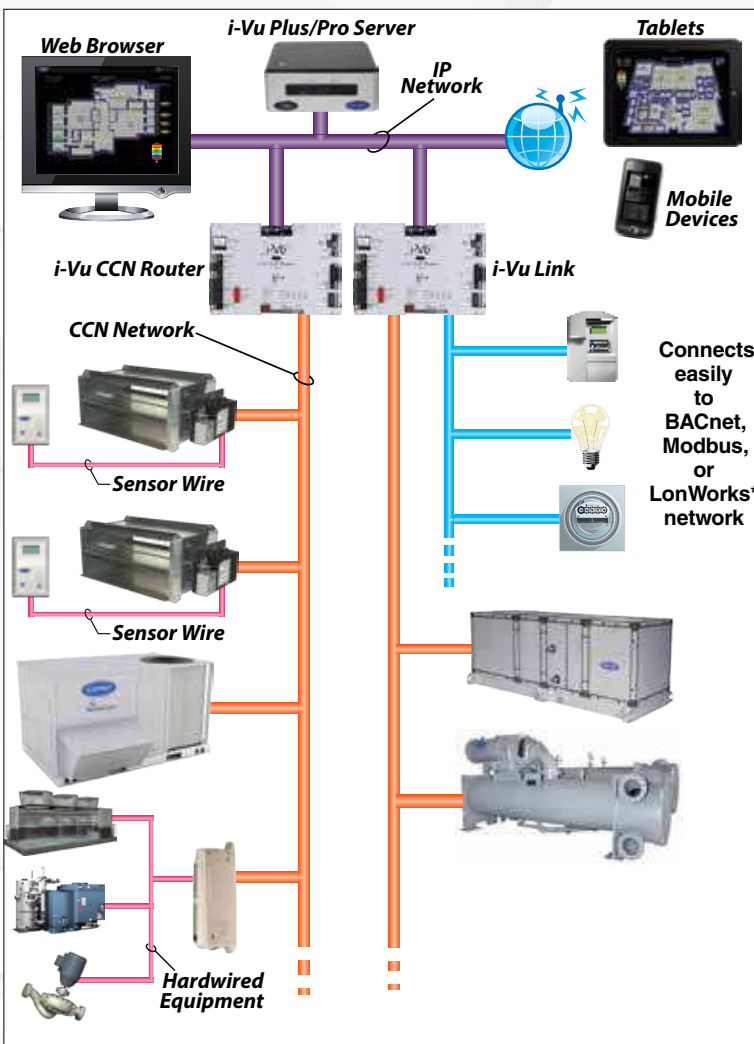 i-Vu Plus/Pro Server
Web Browser
Tablets
IP
Network
Mobile
Devices
i-Vu CCN Router
i-Vu Link
CCN Network
Connects
easily
to
BACnet,
Modbus,
or
LonWorks*
network
Sensor Wire
Sensor Wire
Hardwired
Equipment